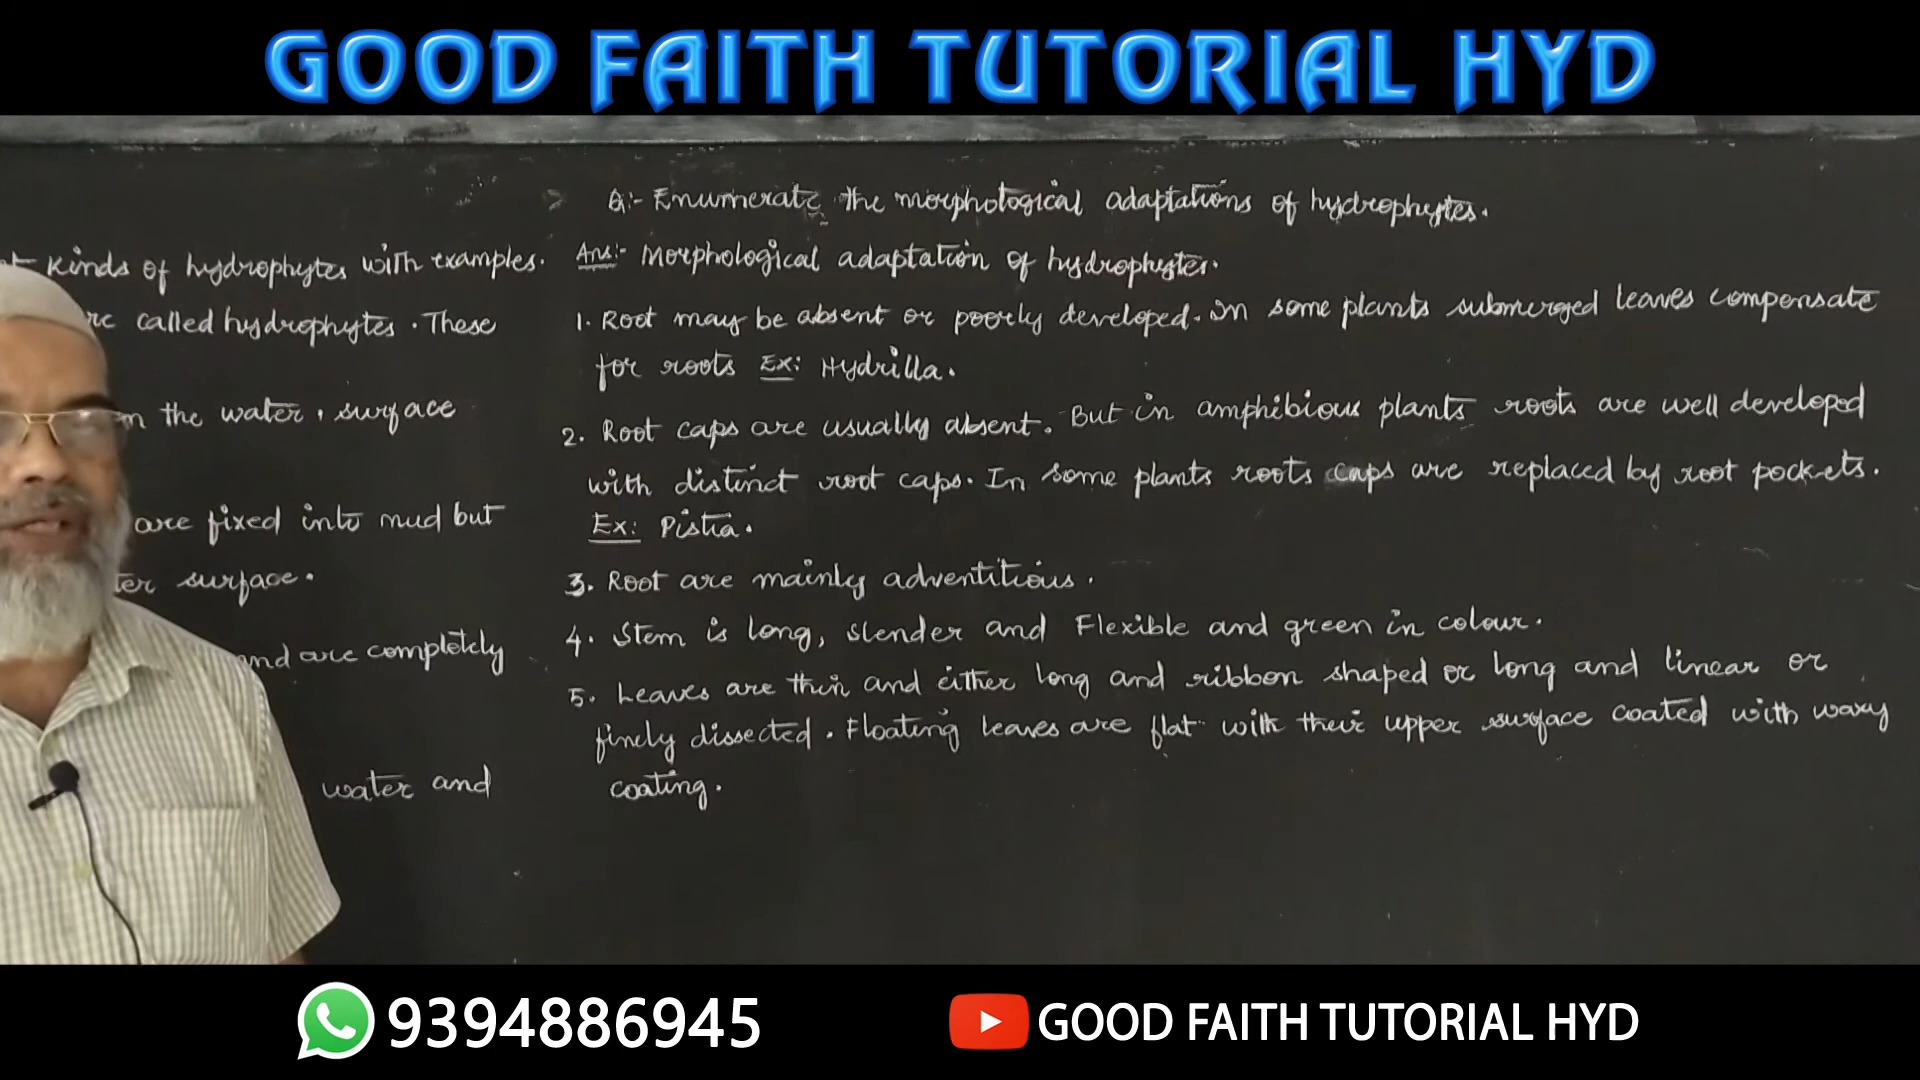 GOOD FAITH TUTORIAL HYD
kinds of hydrophytes with examples.
called hydrophytes. These
the water, surface
are fixed into mud but
surface.
and are completely
water and
Q:- Enumerate the morphological adaptations of hydrophytes.
Ans:- Morphological adaptation of hydrophytes.
1. Root may be absent or poorly developed. In some plants submerged leaves compensate
for roots Ex: Hydrilla.
2. Root caps are usually absent. But in amphibious plants roots are well developed
with distinct root caps. In some plants roots caps are replaced by root pockets.
Ex: Pistia.
3. Root are mainly adventitious.
4. Stem is long, slender and Flexible and green in colour.
5. Leaves are thin and either long and ribbon shaped or long and linear or
finely dissected. Floating leaves are flat with their upper surface coated with waxy
coating.
9394886945
GOOD FAITH TUTORIAL HYD